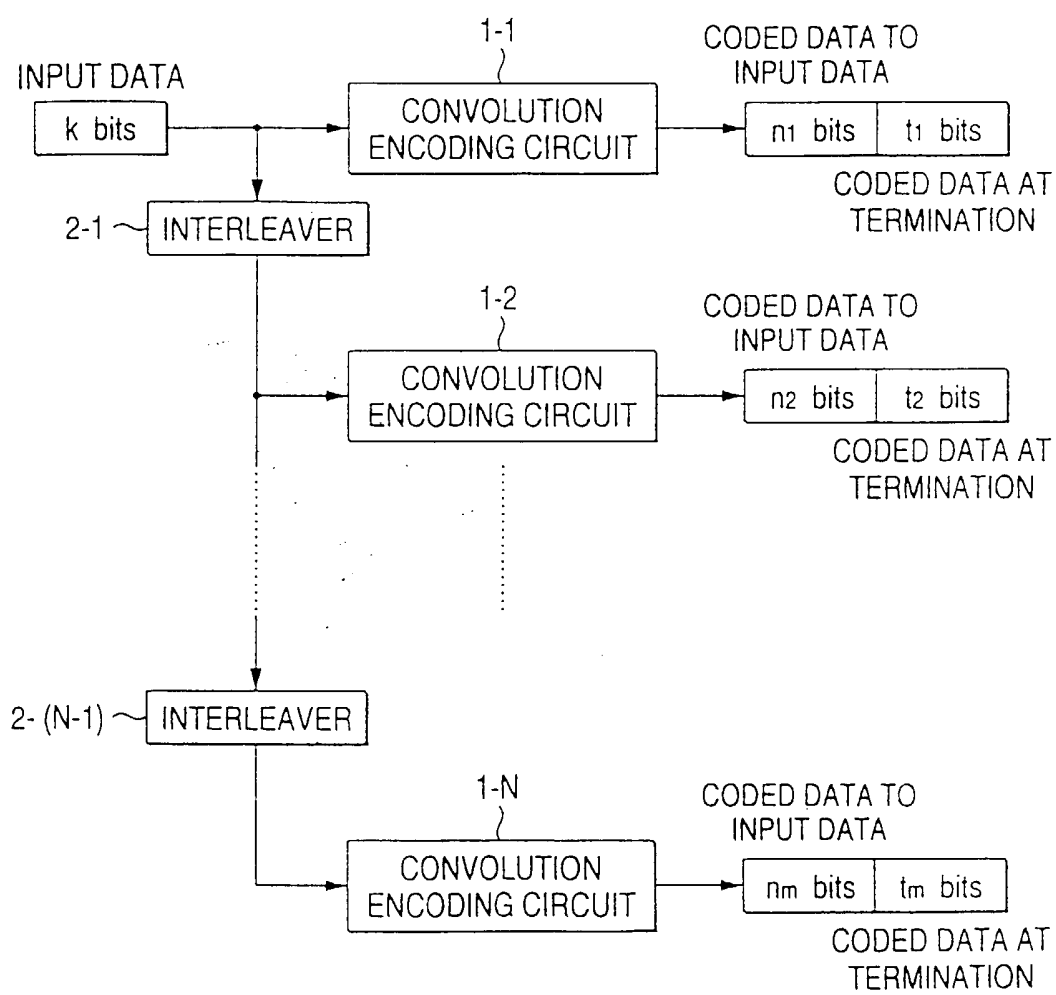 1-1
CODED DATA TO
INPUT DATA
INPUT DATA
k bits
CONVOLUTION
ENCODING CIRCUIT
n1 bits
t1 bits
CODED DATA AT
TERMINATION
2-1
INTERLEAVER
1-2
CODED DATA TO
INPUT DATA
CONVOLUTION
ENCODING CIRCUIT
n2 bits
t2 bits
CODED DATA AT
TERMINATION
2- (N-1)
INTERLEAVER
1-N
CODED DATA TO
INPUT DATA
CONVOLUTION
ENCODING CIRCUIT
nm bits
tm bits
CODED DATA AT
TERMINATION